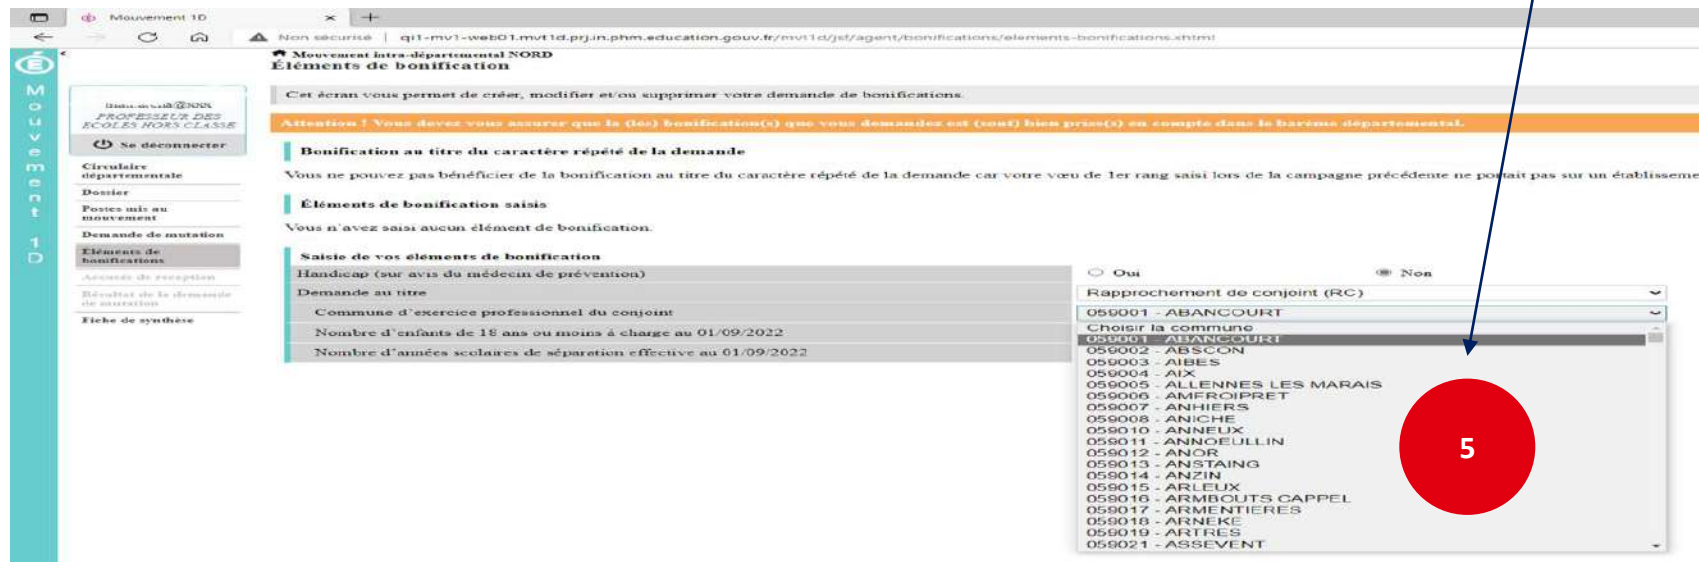 Mouvement 1D
Non sécurisé | qi1-mv1-web01.mvt1d.prj.in.phm.education.gouv.fr/mvt1d/jsf/agent/bonifications/elements-bonifications.xhtml
Mouvement intra-départemental NORD
Éléments de bonification
Mouvement 1D
PROFESSEUR DES
ECOLES HORS CLASSE
Se déconnecter
Circulaire
départementale
Dossier
Postes mis au
mouvement
Demande de mutation
Éléments de
bonifications
Accusés de reception
Résultat de la demande
de mutation
Fiche de synthèse
Cet écran vous permet de créer, modifier et/ou supprimer votre demande de bonifications.
Attention ! Vous devez vous assurer que la (les) bonification(s) que vous demandez est (sont) bien prise(s) en compte dans le barème départemental.
Bonification au titre du caractère répété de la demande
Vous ne pouvez pas bénéficier de la bonification au titre du caractère répété de la demande car votre vœu de 1er rang saisi lors de la campagne précédente ne portait pas sur un établisseme
Éléments de bonification saisis
Vous n'avez saisi aucun élément de bonification.
Saisie de vos éléments de bonification
Handicap (sur avis du médecin de prévention) Oui Non
Demande au titre Rapprochement de conjoint (RC)
Commune d'exercice professionnel du conjoint 059001 - ABANCOURT
Nombre d'enfants de 18 ans ou moins à charge au 01/09/2022
Nombre d'années scolaires de séparation effective au 01/09/2022
Choisir la commune
059001 - ABANCOURT
059002 - ABSCON
059003 - AIBES
059004 - AIX
059005 - ALLENNES LES MARAIS
059006 - AMFROIPRET
059007 - ANHIERS
059008 - ANICHE
059010 - ANNEUX
059011 - ANNOEULLIN
059012 - ANOR
059013 - ANSTAING
059014 - ANZIN
059015 - ARLEUX
059016 - ARMBOUTS CAPPEL
059017 - ARMENTIERES
059018 - ARNEKE
059019 - ARTRES
059021 - ASSEVENT
5